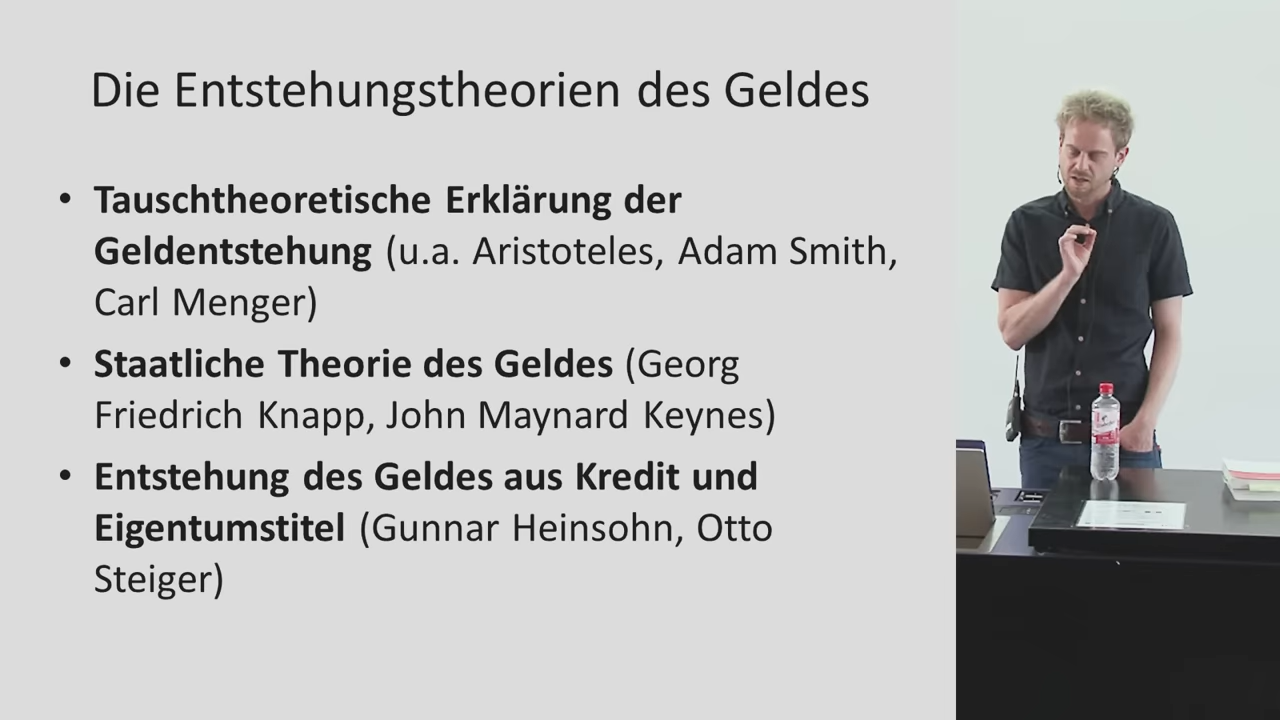 Die Entstehungstheorien des Geldes
• Tauschtheoretische Erklärung der
Geldentstehung (u.a. Aristoteles, Adam Smith,
Carl Menger)
• Staatliche Theorie des Geldes (Georg
Friedrich Knapp, John Maynard Keynes)
• Entstehung des Geldes aus Kredit und
Eigentumstitel (Gunnar Heinsohn, Otto
Steiger)